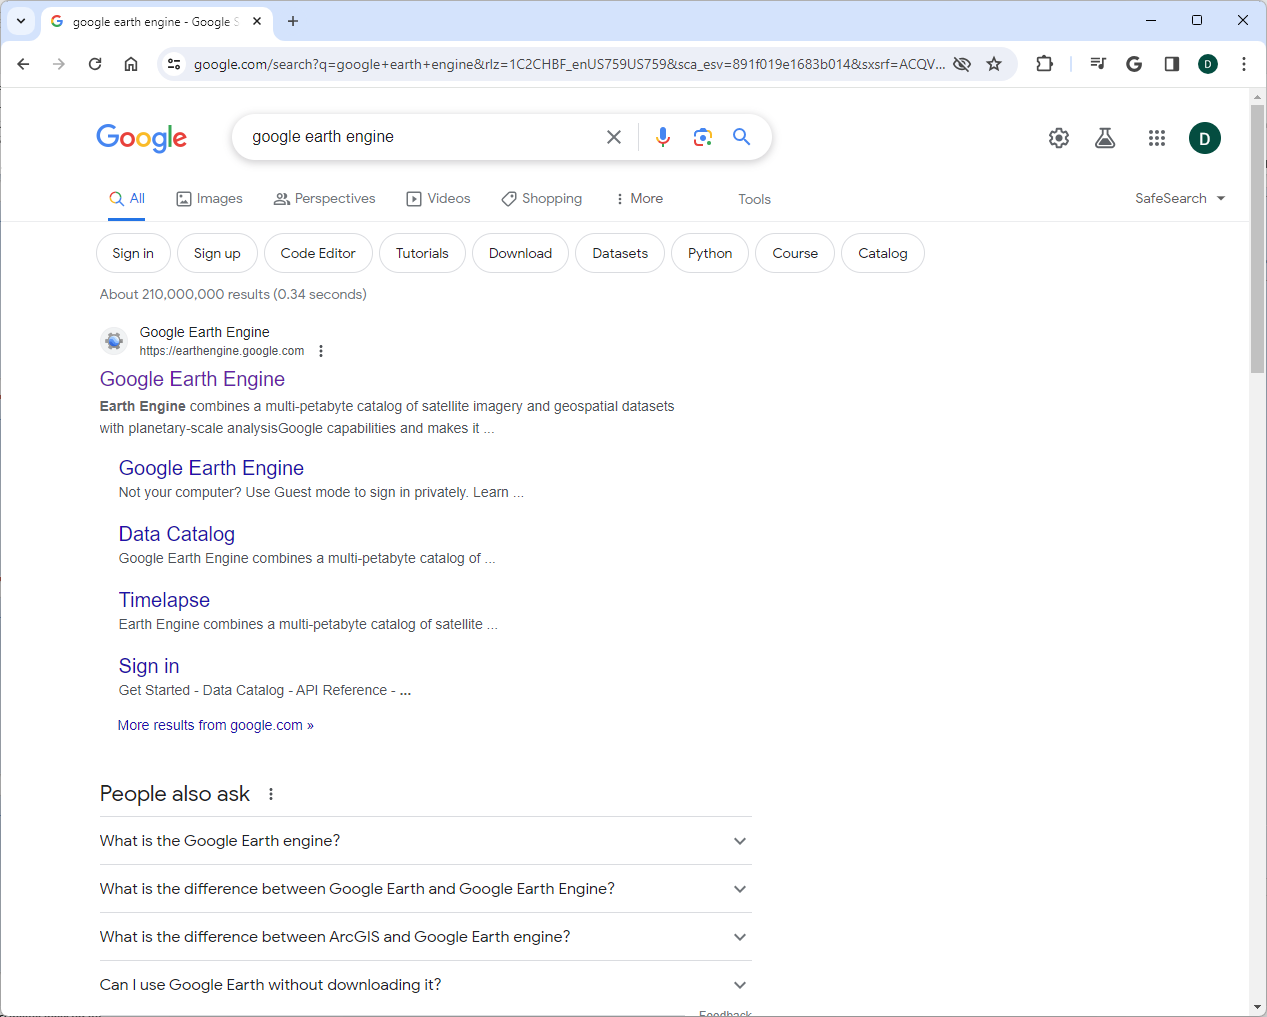 google earth engine - Google S
google.com/search?q=google+earth+engine&rlz=1C2CHBF_enUS759US759&sca_esv=891f019e1683b014&sxsrf=ACQV...
D
Google
google earth engine
D
All
Images
Perspectives
Videos
Shopping
More
Tools
SafeSearch
Sign in
Sign up
Code Editor
Tutorials
Download
Datasets
Python
Course
Catalog
About 210,000,000 results (0.34 seconds)
Google Earth Engine
https://earthengine.google.com
Google Earth Engine
Earth Engine combines a multi-petabyte catalog of satellite imagery and geospatial datasets
with planetary-scale analysisGoogle capabilities and makes it ...
Google Earth Engine
Not your computer? Use Guest mode to sign in privately. Learn ...
Data Catalog
Google Earth Engine combines a multi-petabyte catalog of ...
Timelapse
Earth Engine combines a multi-petabyte catalog of satellite ...
Sign in
Get Started - Data Catalog - API Reference - ...
More results from google.com »
People also ask
What is the Google Earth engine?
What is the difference between Google Earth and Google Earth Engine?
What is the difference between ArcGIS and Google Earth engine?
Can I use Google Earth without downloading it?
Feedback